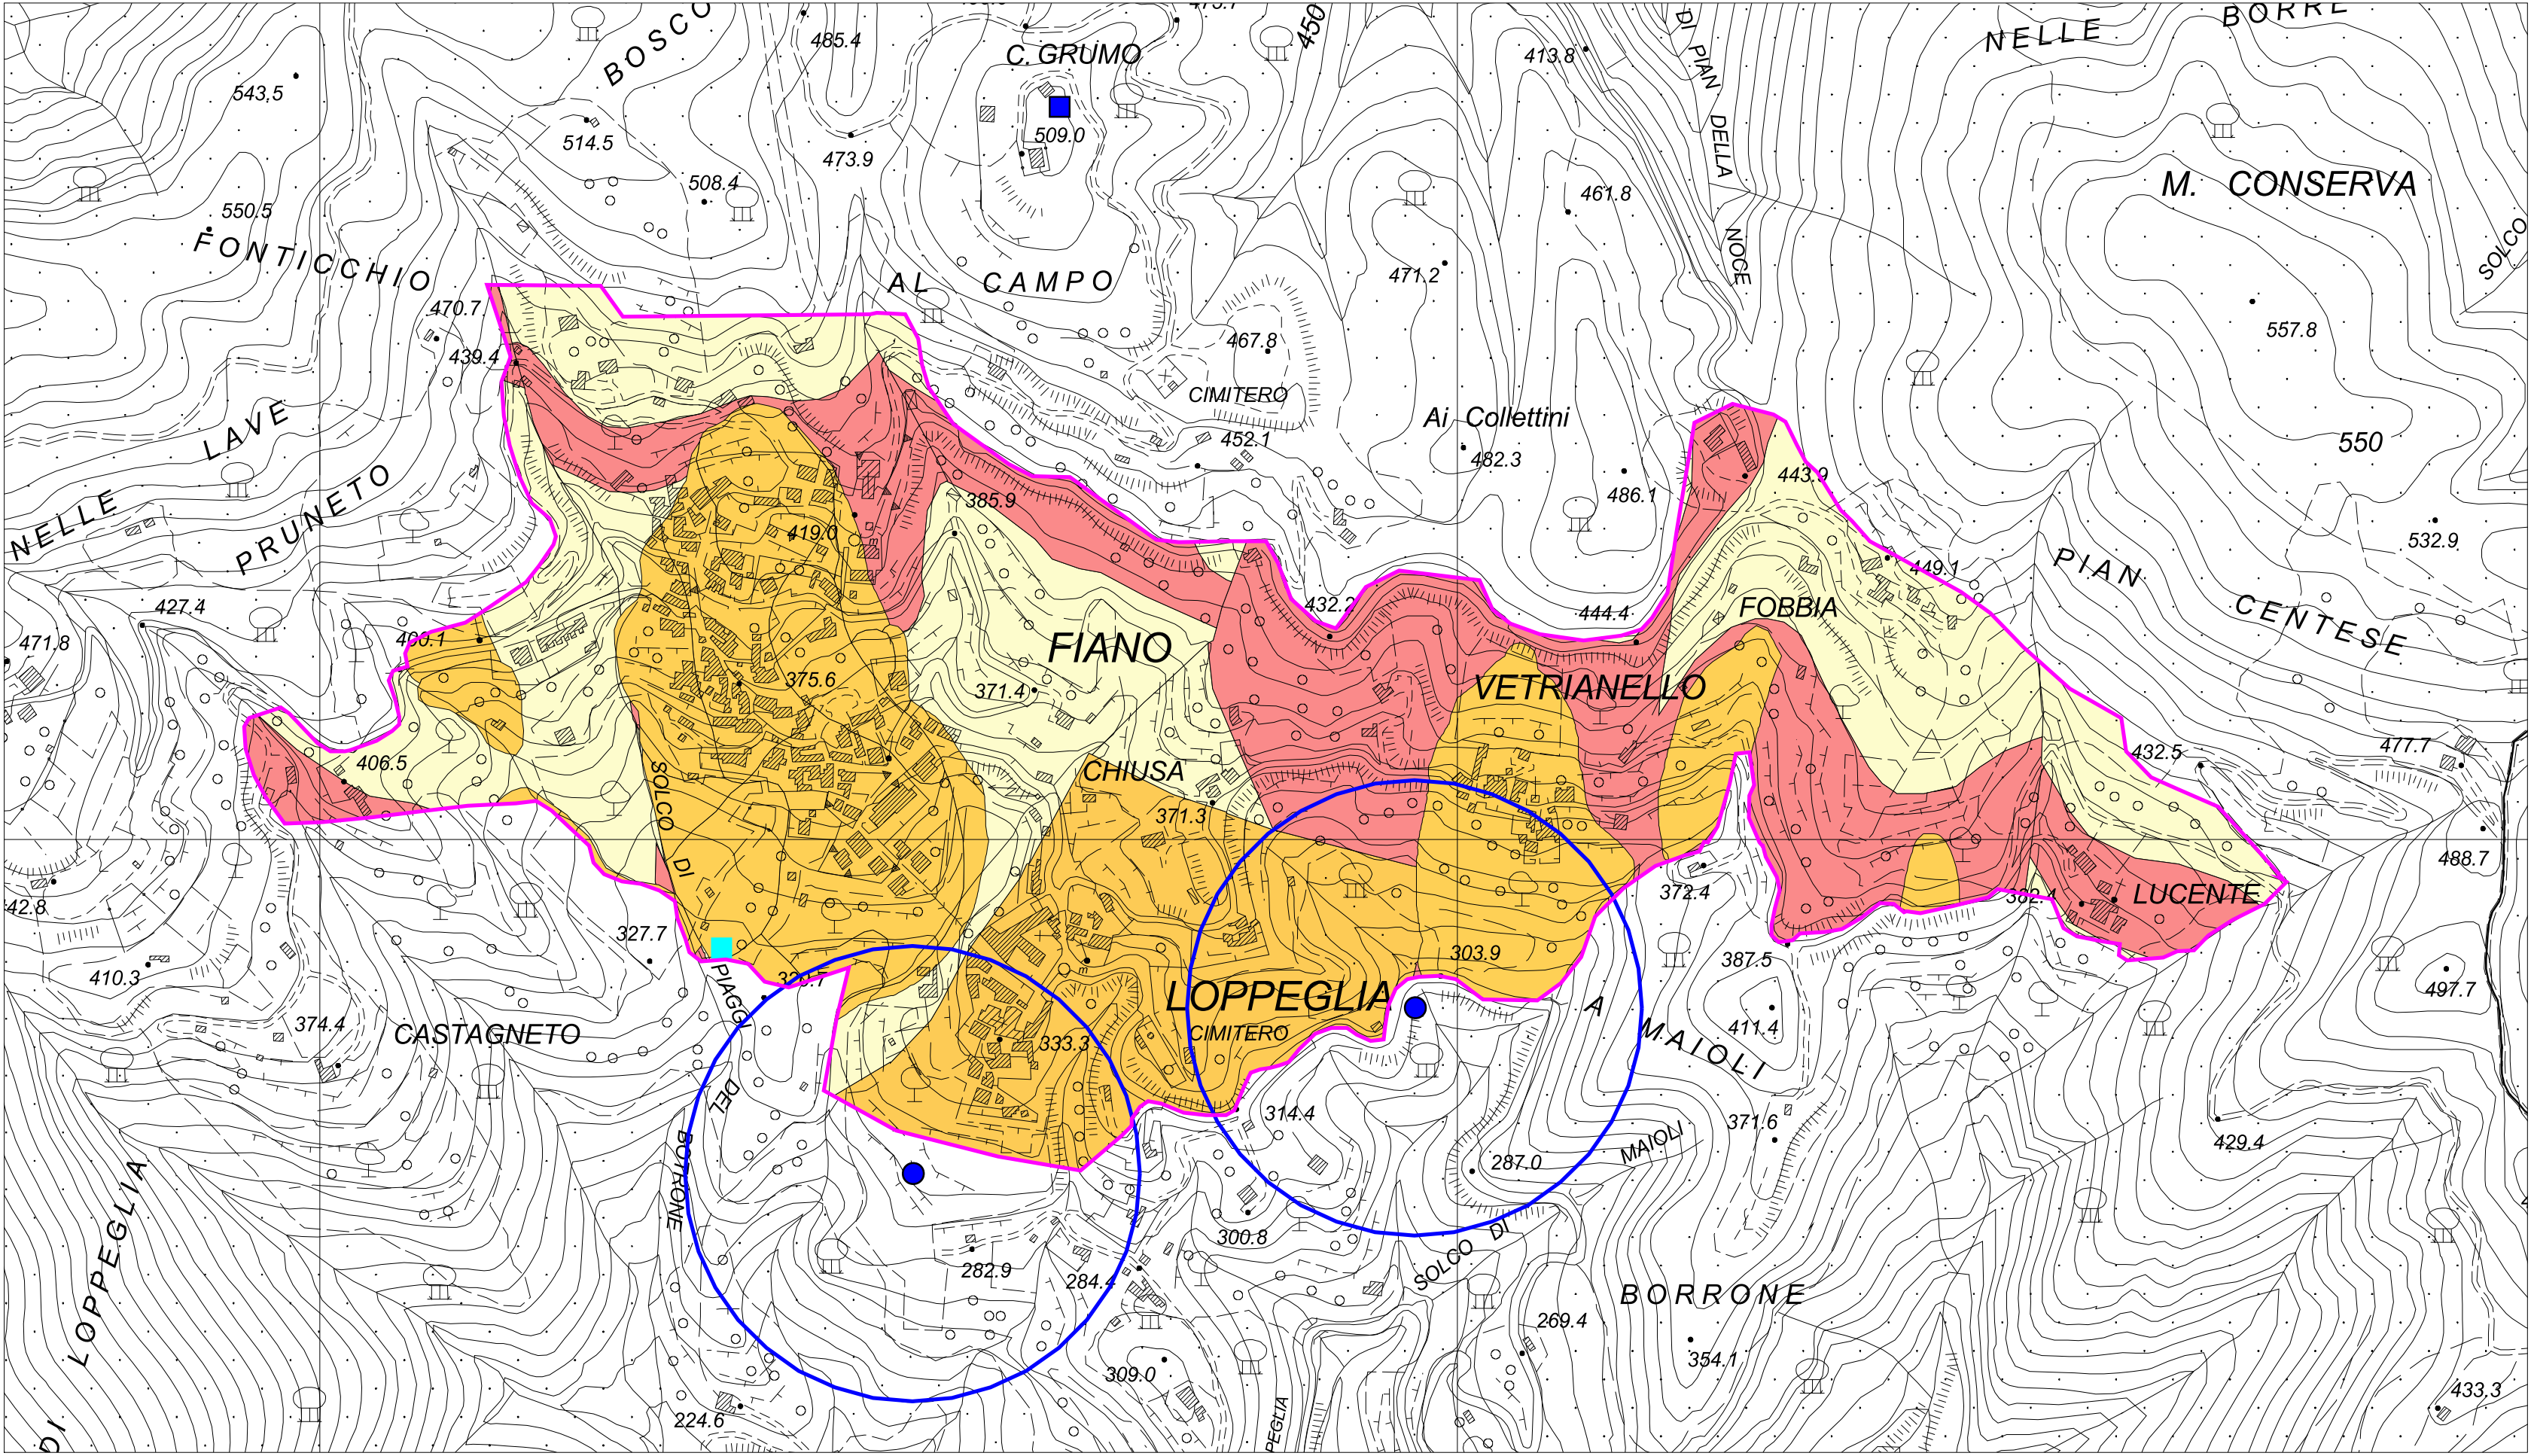 BOSCO
485.4
C. GRUMO
450
413.8
DI PIAN DELLA NOCE
NELLE BORRE
543,5
514.5
509.0
473.9
508.4
461.8
M. CONSERVA
SOLCO
550.5
FONTICCHIO
AL CAMPO
471.2
470.7
439.4
467.8
557.8
CIMITERO
Ai Collettini
LAVE
452.1
482.3
550
NELLE
PRUNETO
385.9
486.1
443.9
419.0
532.9
449.1
PIAN
CENTESE
427.4
432.2
444.4
FOBBIA
471.8
400.1
FIANO
375.6
371.4
VETRIANELLO
406.5
CHIUSA
432.5
477.7
SOLCO DI PIAGGI
371.3
488.7
42.8
372.4
382.4
LUCENTE
327.7
303.9
387.5
410.3
320.7
497.7
LOPPEGLIA
A MAIOLI
374.4
CASTAGNETO
CIMITERO
333.3
411.4
DEL
BOTRONE
314.4
371.6
429.4
MAIOLI
287.0
LOPPEGLIA
300.8
SOLCO DI
282.9
284.4
BORRONE
269.4
309.0
354.1
433.3
224.6
PEGLIA
DI